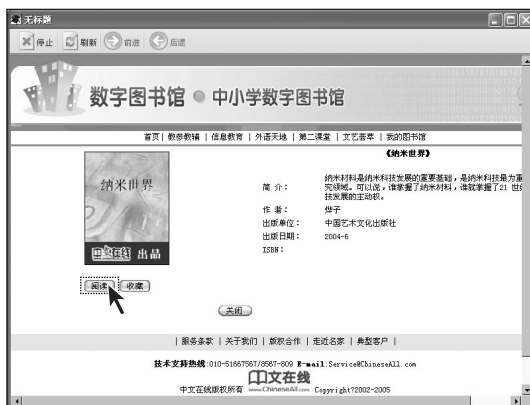 无标题
停止 刷新 前进 后退
数字图书馆 ● 中小学数字图书馆
首页 | 教参教辅 | 信息教育 | 外语天地 | 第二课堂 | 文艺荟萃 | 我的图书馆
《纳米世界》
纳米世界
出品
简 介：
纳米材料是纳米科技发展的重要基础，是纳米科技最为重
究领域。可以说，谁掌握了纳米材料，谁就掌握了21 世纪
技发展的主动权。
作 者： 烨子
出版单位： 中国艺术文化出版社
出版日期： 2004-6
ISBN：
阅读 收藏
关闭
| 服务条款 | 关于我们 | 版权合作 | 走近名家 | 典型客户 |
技术支持热线:010-51667567/8567-809 E-mail:Service@ChineseAll.com
中文在线
中文在线版权所有 www.ChineseAll.com Copyright?2002-2005